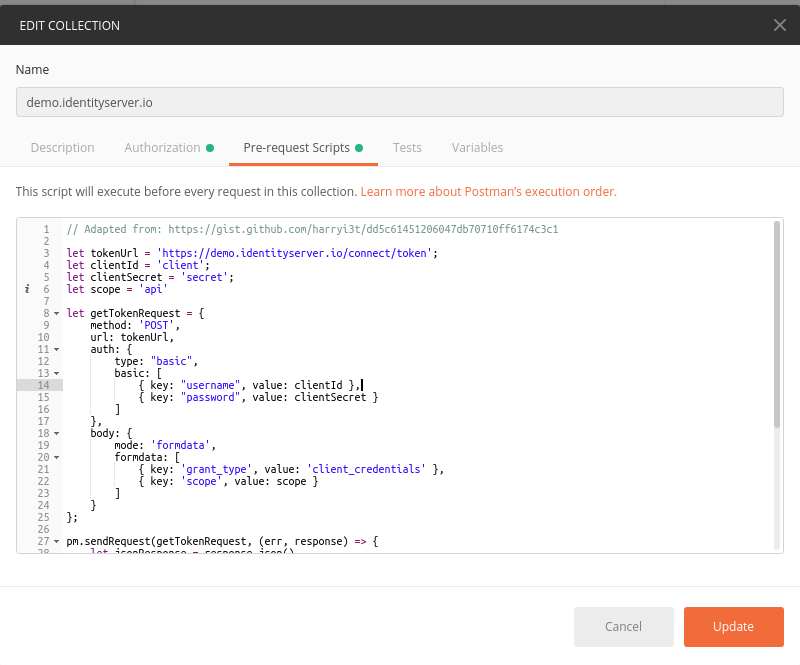 EDIT COLLECTION
Name
demo.identityserver.io
Description Authorization Pre-request Scripts Tests Variables
This script will execute before every request in this collection. Learn more about Postman's execution order.
1 // Adapted from: https://gist.github.com/harryi3t/dd5c61451206047db70710ff6174c3c1
2
3 let tokenUrl = 'https://demo.identityserver.io/connect/token';
4 let clientId = 'client';
5 let clientSecret = 'secret';
i 6 let scope = 'api'
7
8 let getTokenRequest = {
9     method: 'POST',
10     url: tokenUrl,
11     auth: {
12         type: "basic",
13         basic: [
14             { key: "username", value: clientId },
15             { key: "password", value: clientSecret }
16         ]
17     },
18     body: {
19         mode: 'formdata',
20         formdata: [
21             { key: 'grant_type', value: 'client_credentials' },
22             { key: 'scope', value: scope }
23         ]
24     }
25 };
26
27 pm.sendRequest(getTokenRequest, (err, response) => {
28     let jsonResponse = response.json()
Cancel Update